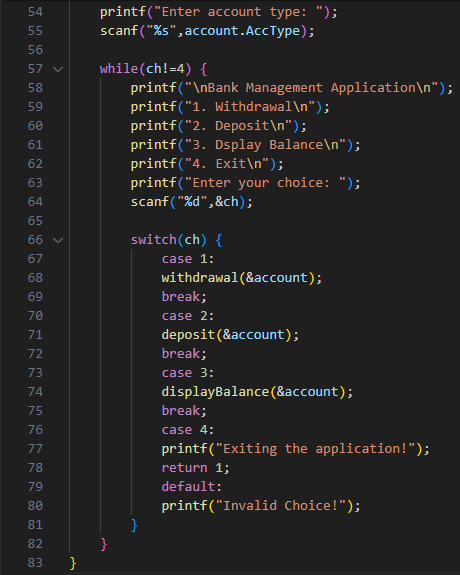 54 printf("Enter account type: ");
55 scanf("%s",account.AccType);
56
57 while(ch!=4) {
58 printf("\nBank Management Application\n");
59 printf("1. Withdrawal\n");
60 printf("2. Deposit\n");
61 printf("3. Dsplay Balance\n");
62 printf("4. Exit\n");
63 printf("Enter your choice: ");
64 scanf("%d",&ch);
65
66 switch(ch) {
67 case 1:
68 withdrawal(&account);
69 break;
70 case 2:
71 deposit(&account);
72 break;
73 case 3:
74 displayBalance(&account);
75 break;
76 case 4:
77 printf("Exiting the application!");
78 return 1;
79 default:
80 printf("Invalid Choice!");
81 }
82 }
83 }